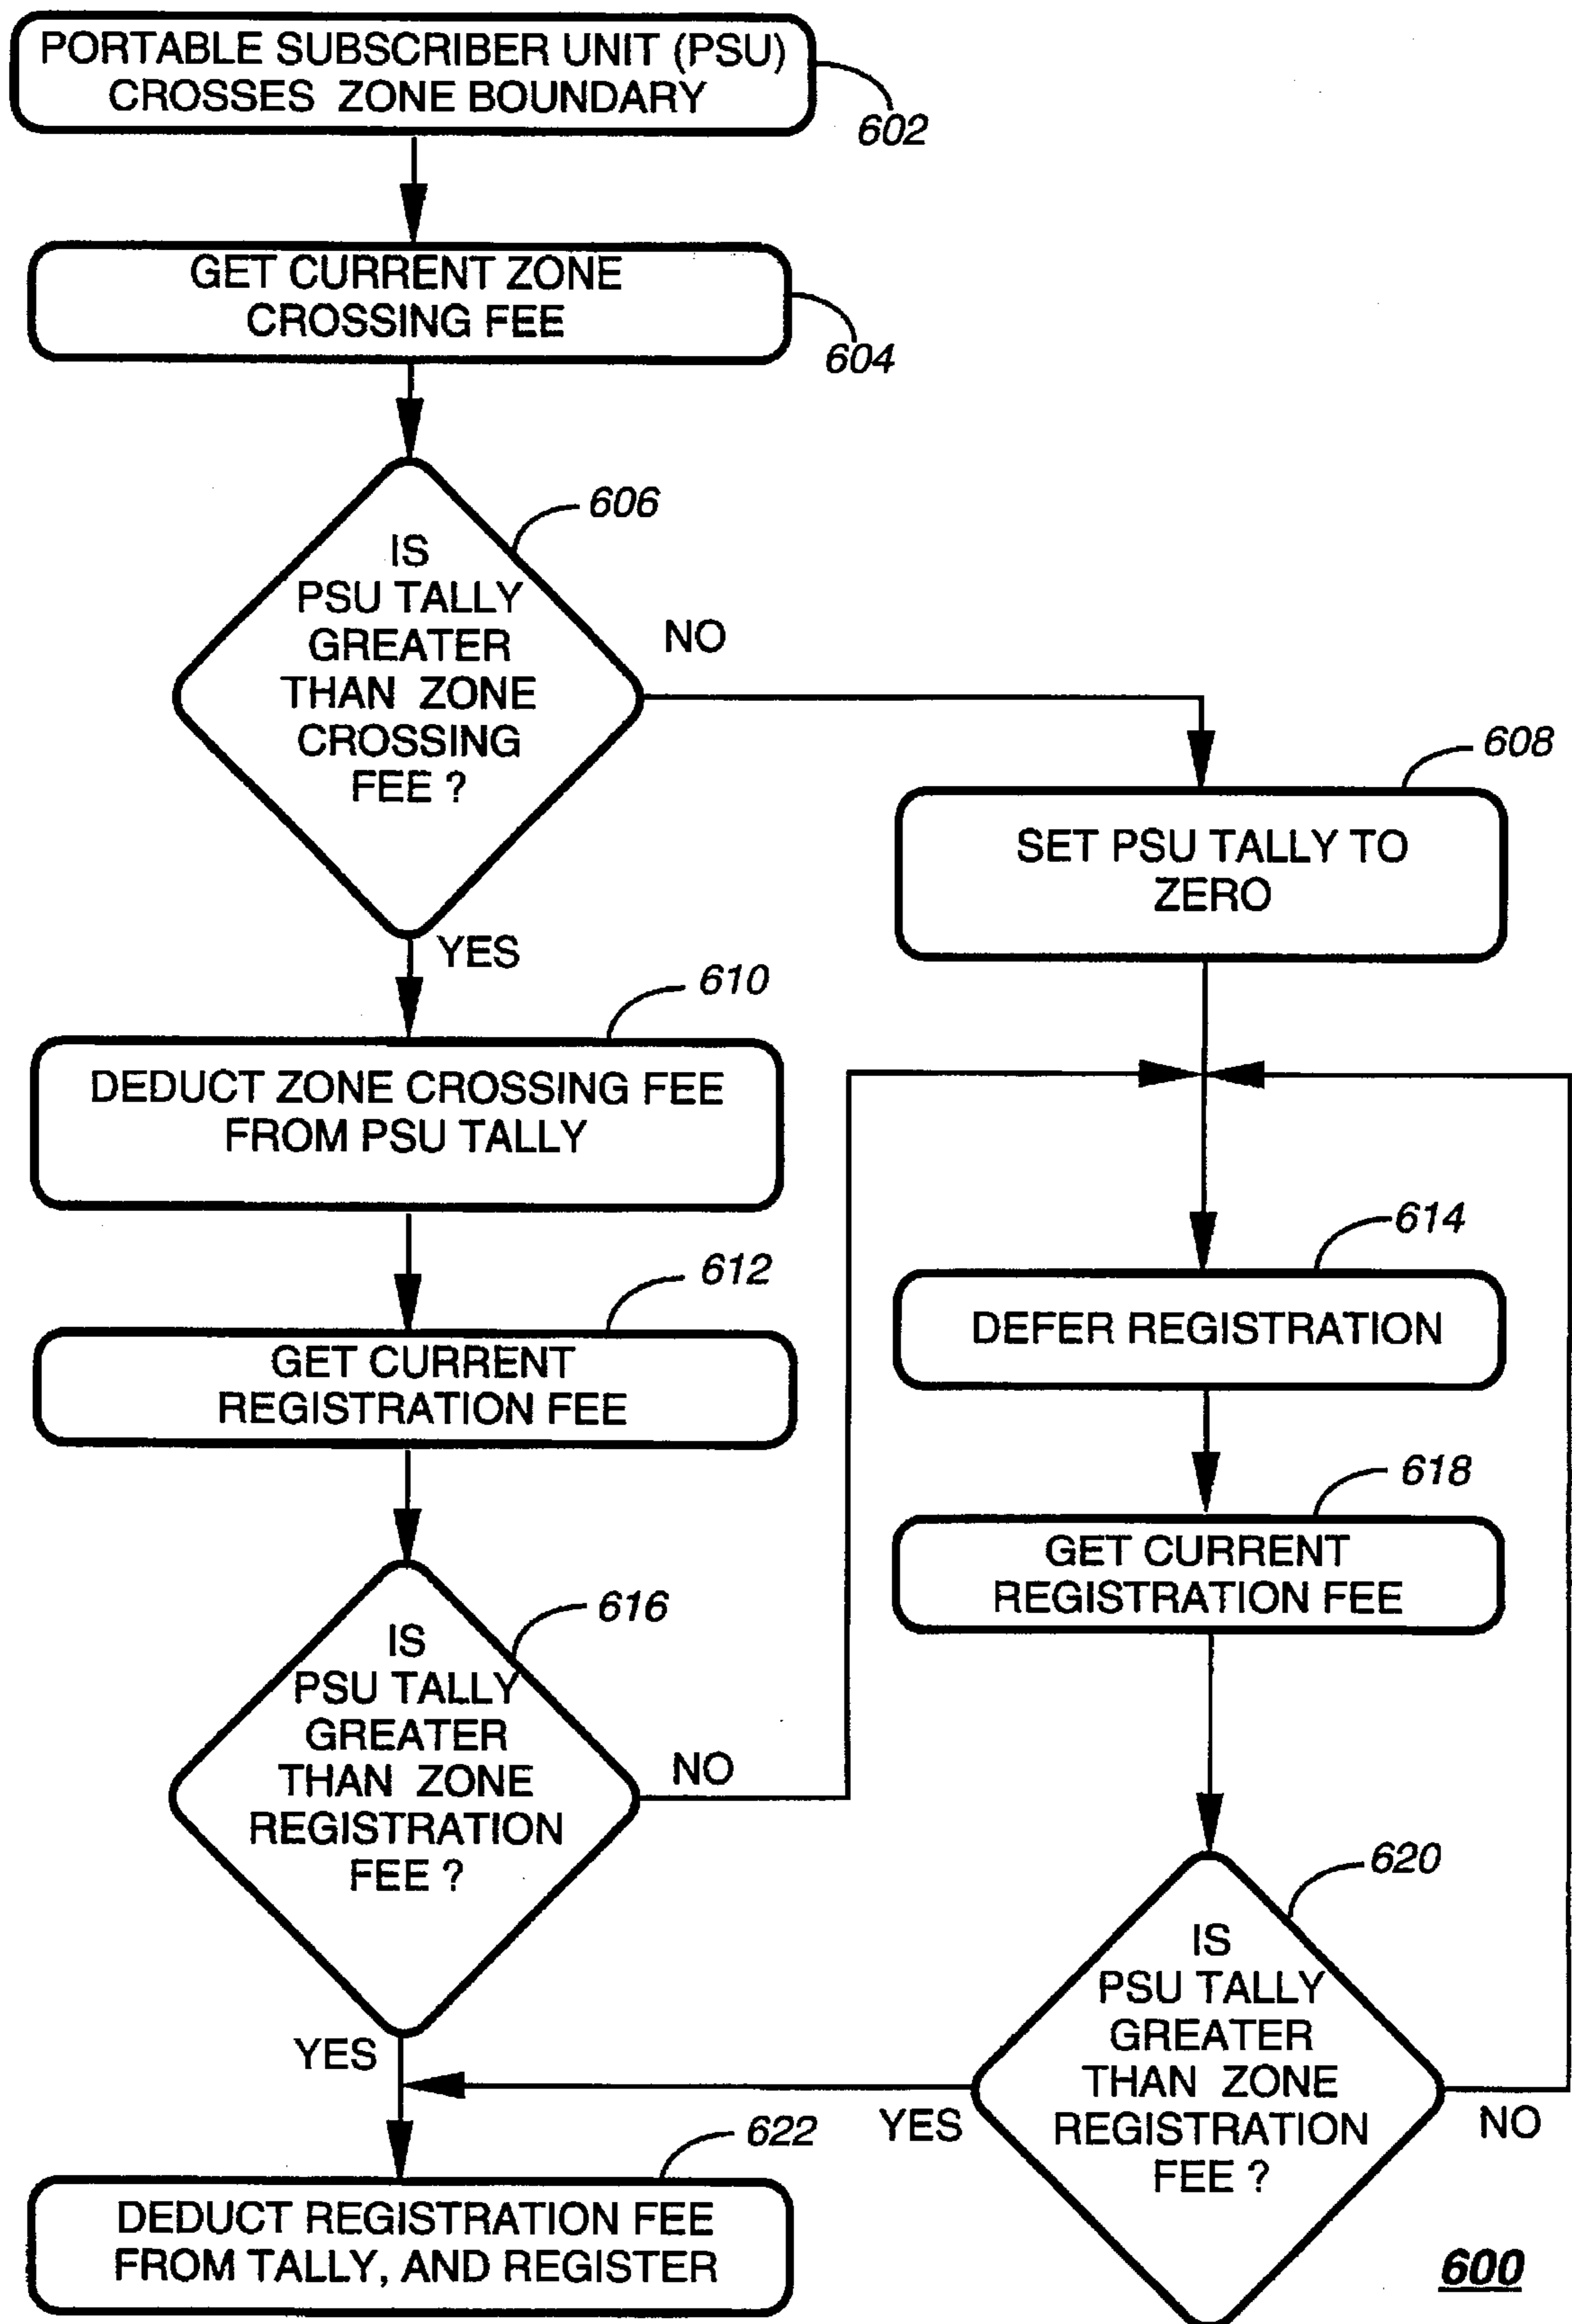 PORTABLE SUBSCRIBER UNIT (PSU)
CROSSES ZONE BOUNDARY
602
GET CURRENT ZONE
CROSSING FEE
604
606
IS
PSU TALLY
GREATER
THAN ZONE
CROSSING
FEE ?
NO
608
SET PSU TALLY TO
ZERO
YES
610
DEDUCT ZONE CROSSING FEE
FROM PSU TALLY
614
DEFER REGISTRATION
612
GET CURRENT
REGISTRATION FEE
618
GET CURRENT
REGISTRATION FEE
616
IS
PSU TALLY
GREATER
THAN ZONE
REGISTRATION
FEE ?
NO
YES
620
IS
PSU TALLY
GREATER
THAN ZONE
REGISTRATION
FEE ?
YES
NO
622
DEDUCT REGISTRATION FEE
FROM TALLY, AND REGISTER
600